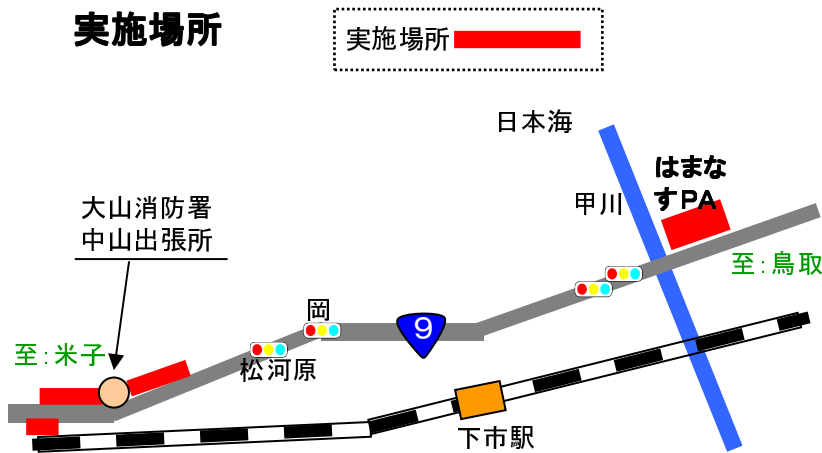 実施場所
実施場所
日本海
はまな
すPA
甲川
大山消防署
中山出張所
至：鳥取
岡
9
至：米子
松河原
下市駅